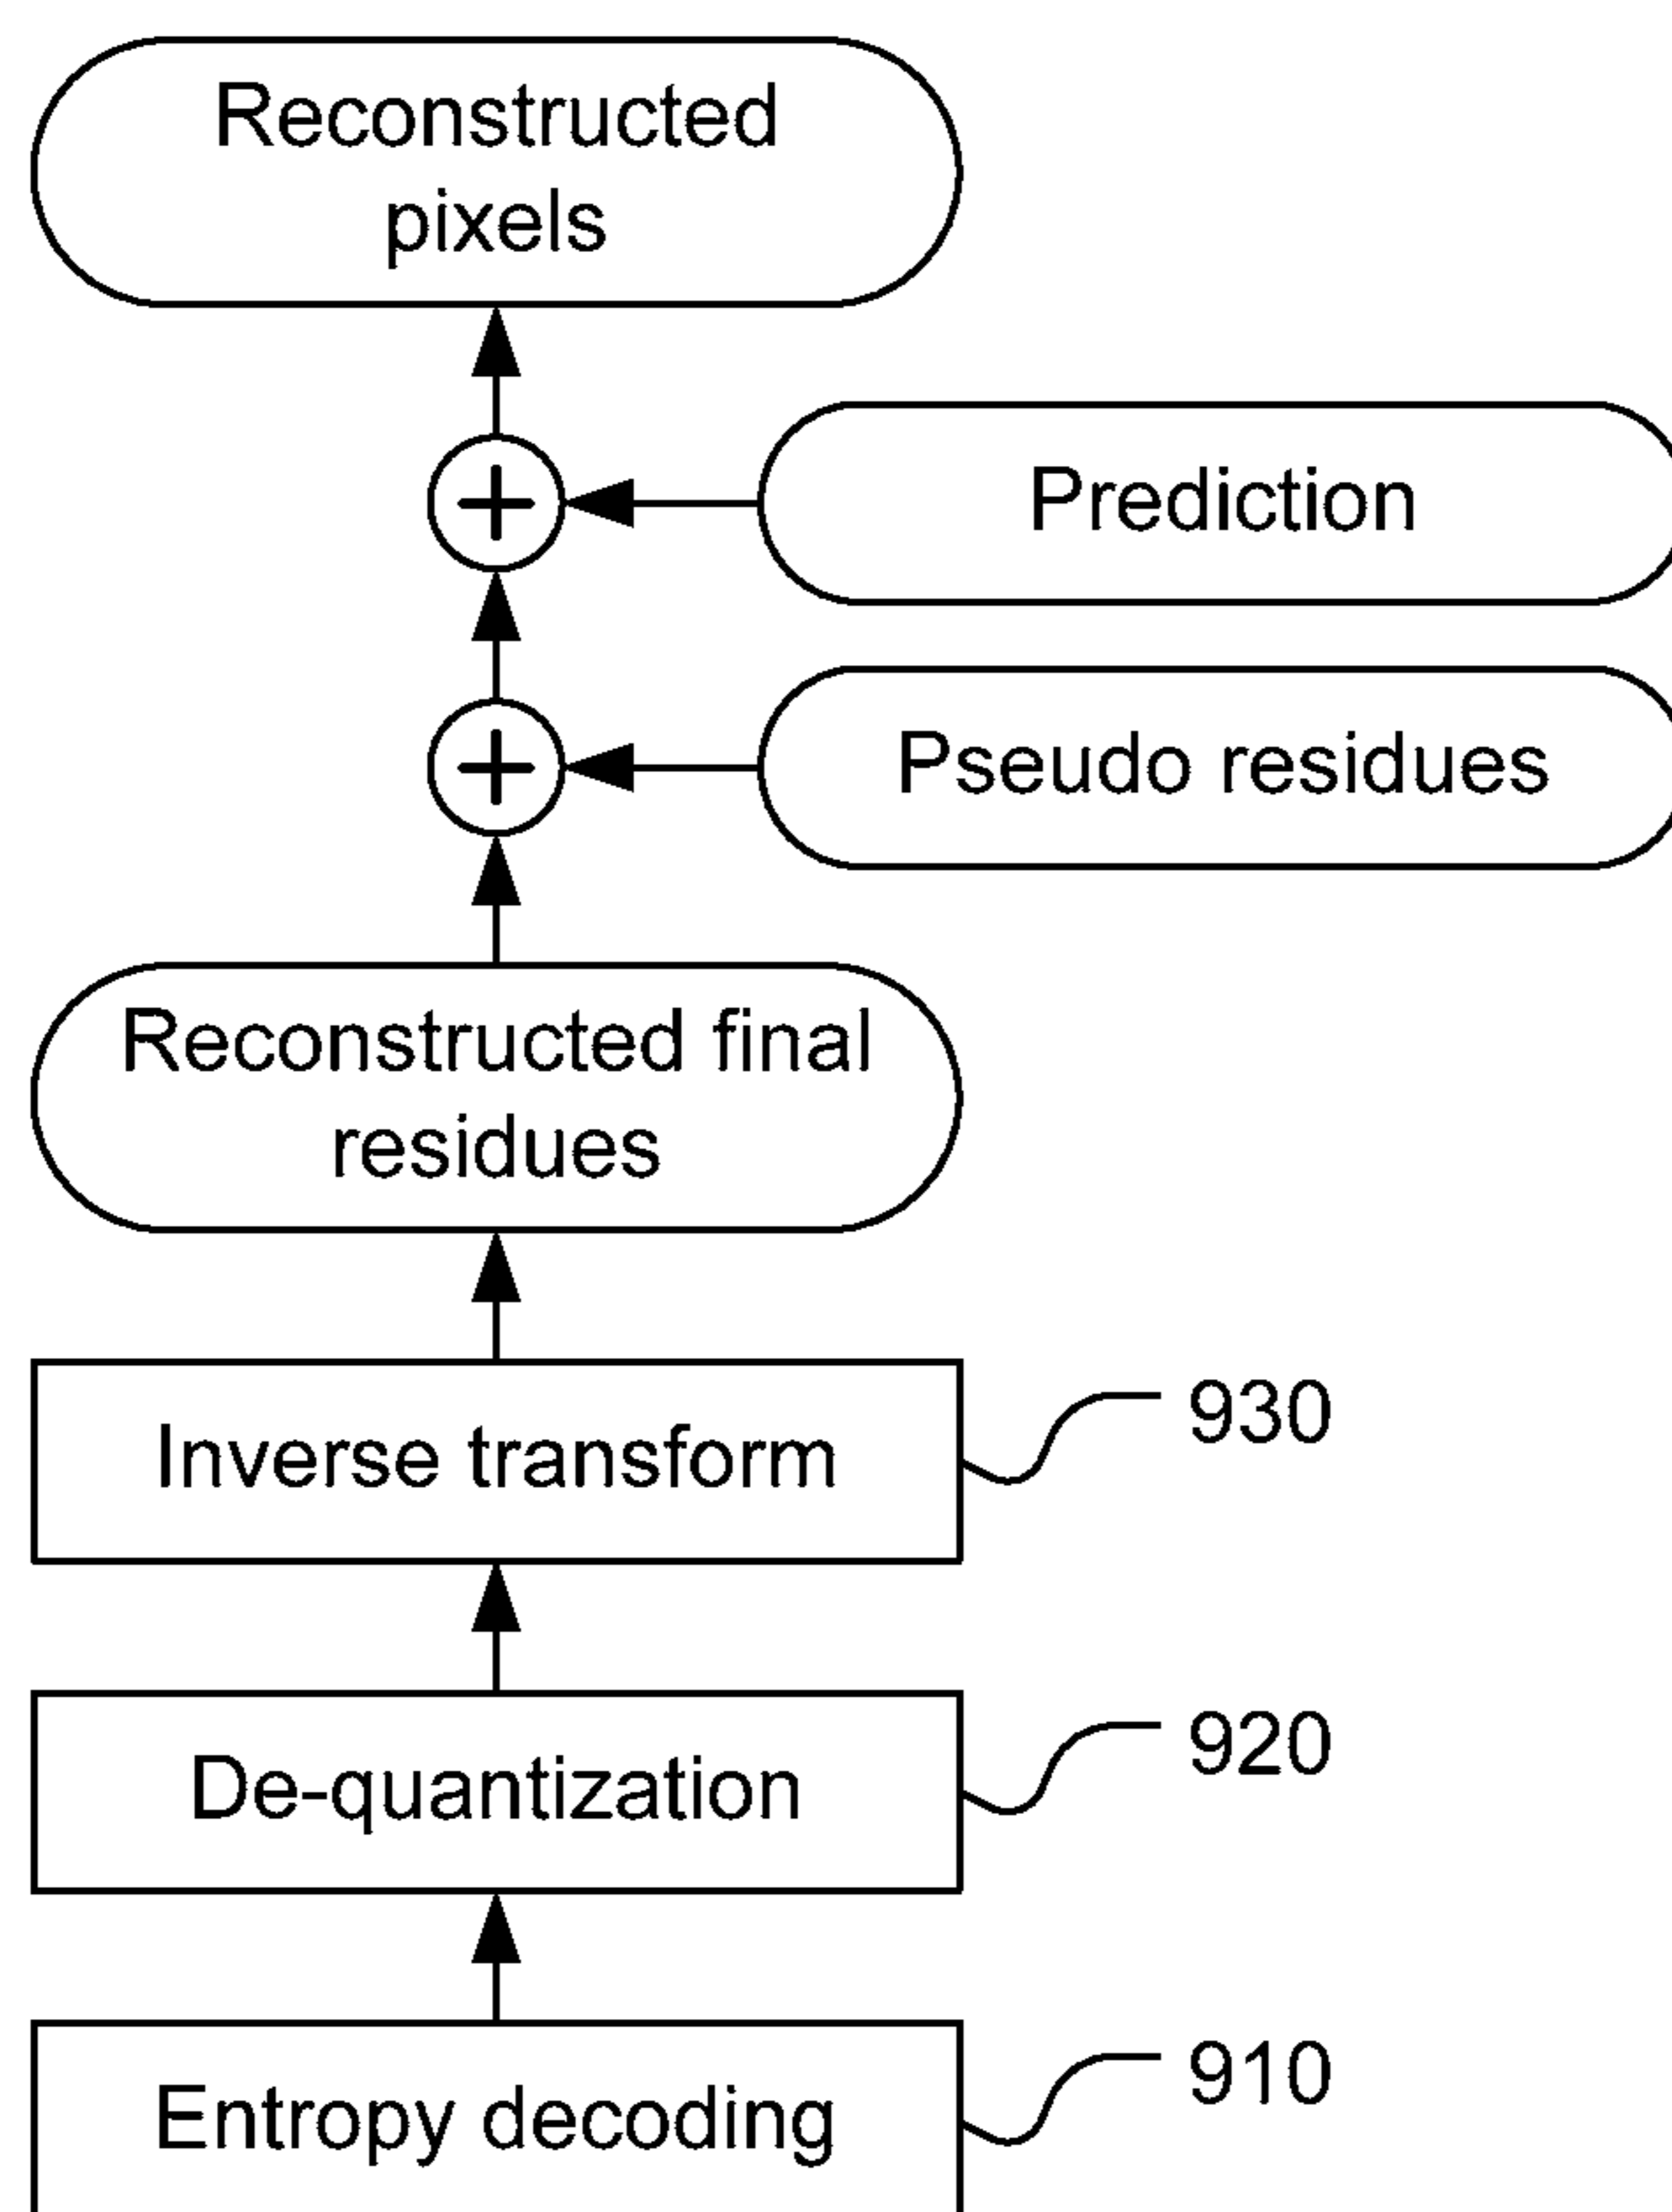 Reconstructed
pixels
Prediction
Pseudo residues
Reconstructed final
residues
Inverse transform
930
De-quantization
920
Entropy decoding
910